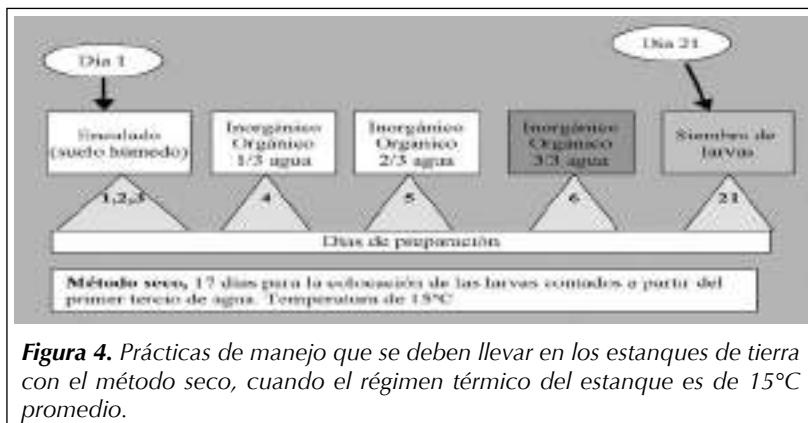 Día 1
Día 21
Encalado
(suelo húmedo)
Inorgánico
Orgánico
1/3 agua
Inorgánico
Orgánico
2/3 agua
Inorgánico
Orgánico
3/3 agua
Siembra de
larvas
1,2,3
4
5
6
21
Días de preparación
Método seco, 17 días para la colocación de las larvas contados a partir del
primer tercio de agua. Temperatura de 15°C
Figura 4. Prácticas de manejo que se deben llevar en los estanques de tierra
con el método seco, cuando el régimen térmico del estanque es de 15°C
promedio.